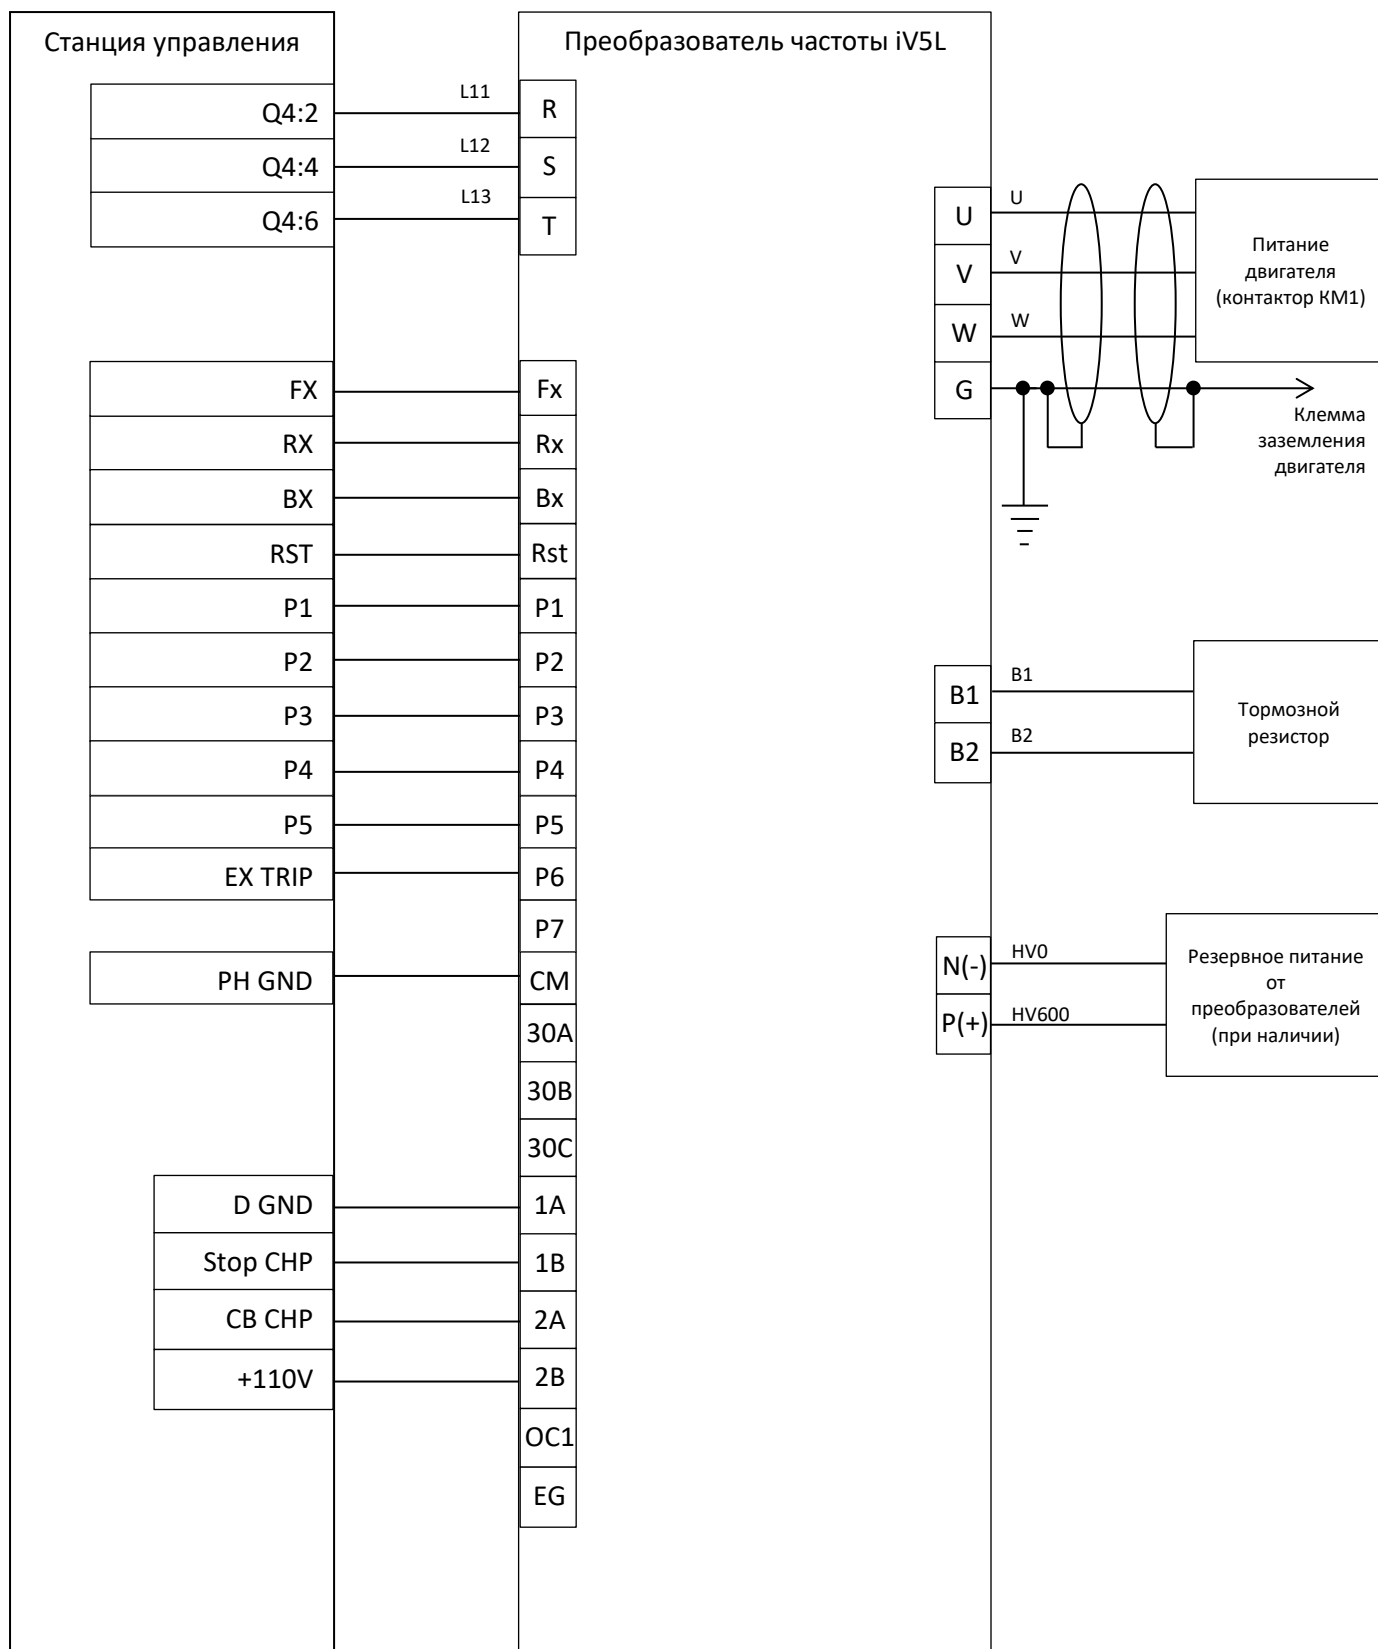 Станция управления
Преобразователь частоты iV5L
Q4:2
L11
R
Q4:4
L12
S
Q4:6
L13
T
U
U
V
V
W
W
G
Питание
двигателя
(контактор КМ1)
Клемма
заземления
двигателя
FX
Fx
RX
Rx
BX
Bx
RST
Rst
P1
P1
P2
P2
P3
P3
P4
P4
P5
P5
EX TRIP
P6
P7
PH GND
CM
30A
30B
30C
D GND
1A
Stop CHP
1B
CB CHP
2A
+110V
2B
OC1
EG
B1
B1
B2
B2
Тормозной
резистор
N(-)
HV0
P(+)
HV600
Резервное питание
от
преобразователей
(при наличии)